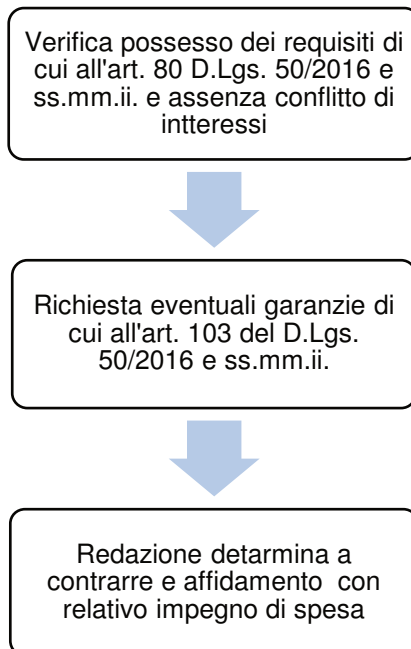 Verifica possesso dei requisiti di
cui all'art. 80 D.Lgs. 50/2016 e
ss.mm.ii. e assenza conflitto di
intteressi
Richiesta eventuali garanzie di
cui all'art. 103 del D.Lgs.
50/2016 e ss.mm.ii.
Redazione detarmina a
contrarre e affidamento con
relativo impegno di spesa